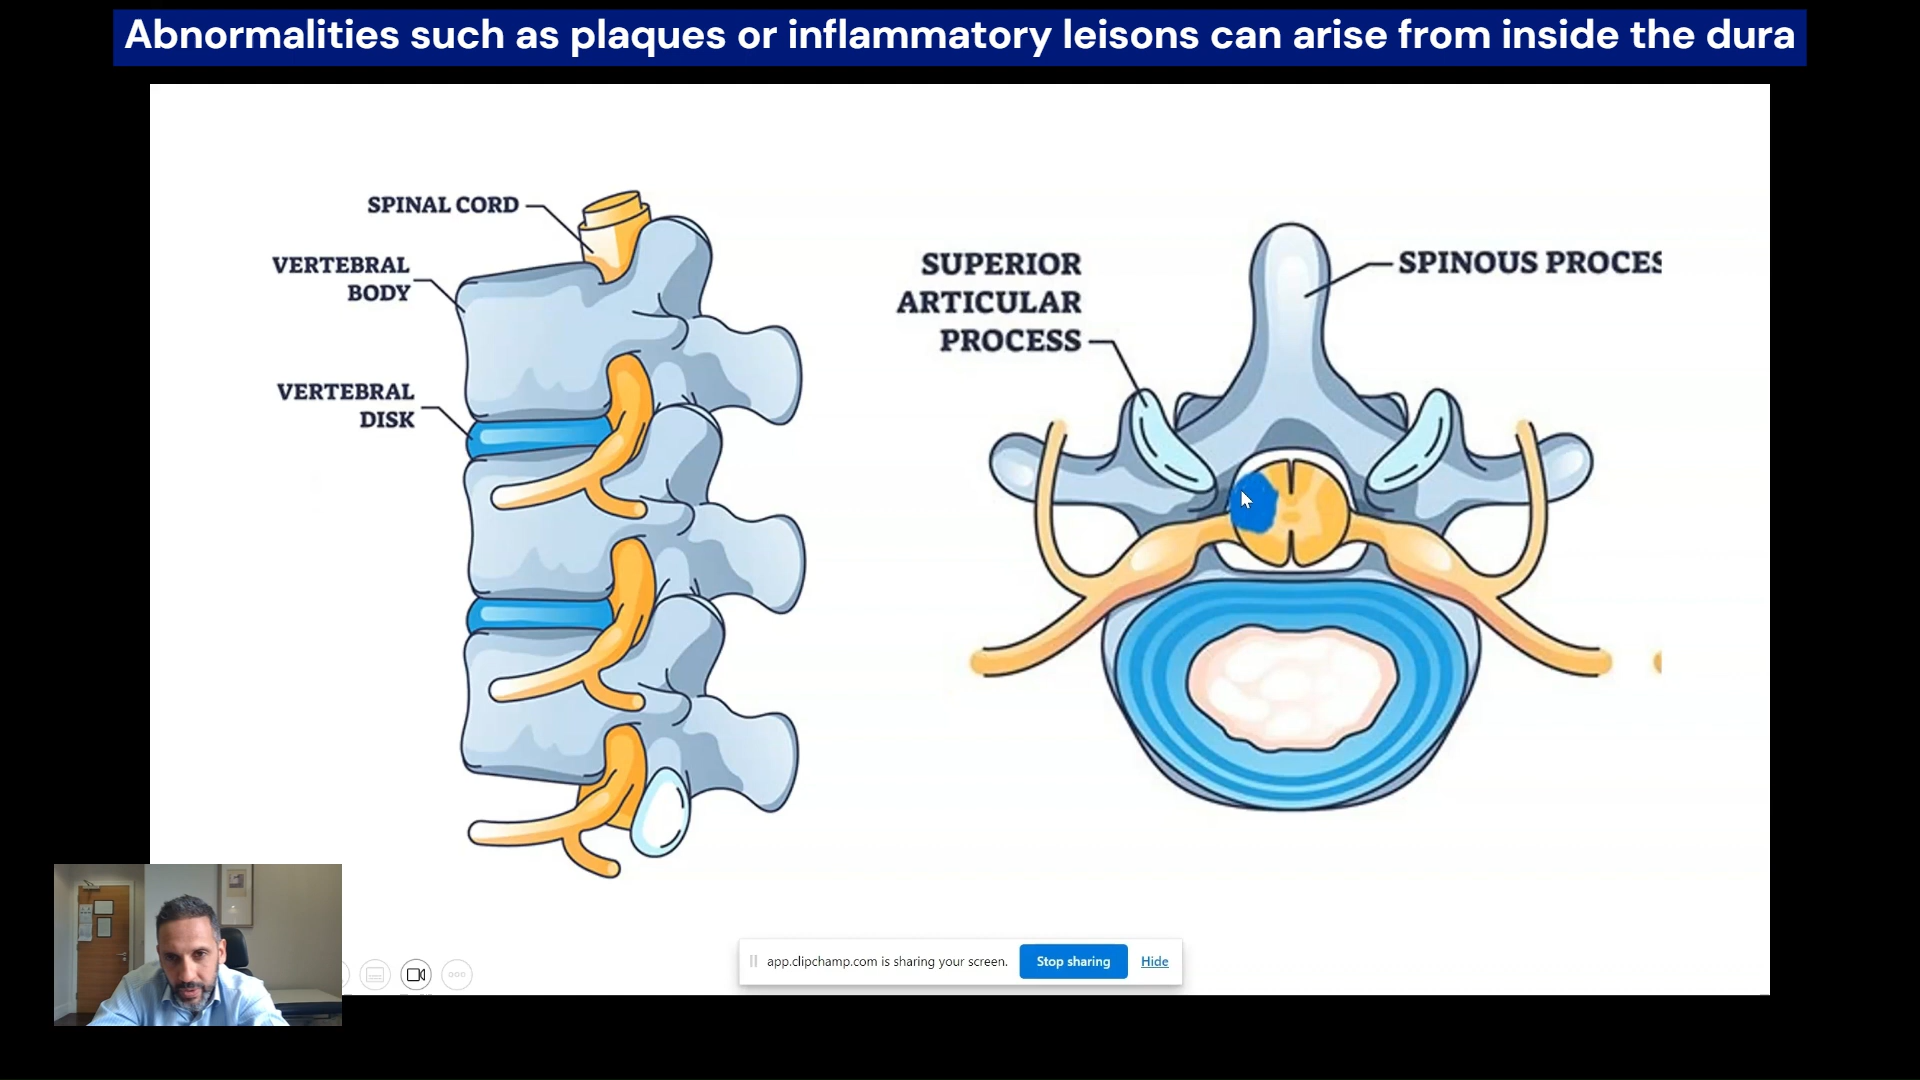 Abnormalities such as plaques or inflammatory leisons can arise from inside the dura
SPINAL CORD
VERTEBRAL
BODY
VERTEBRAL
DISK
SUPERIOR
ARTICULAR
PROCESS
SPINOUS PROCES
app.clipchamp.com is sharing your screen.
Stop sharing
Hide